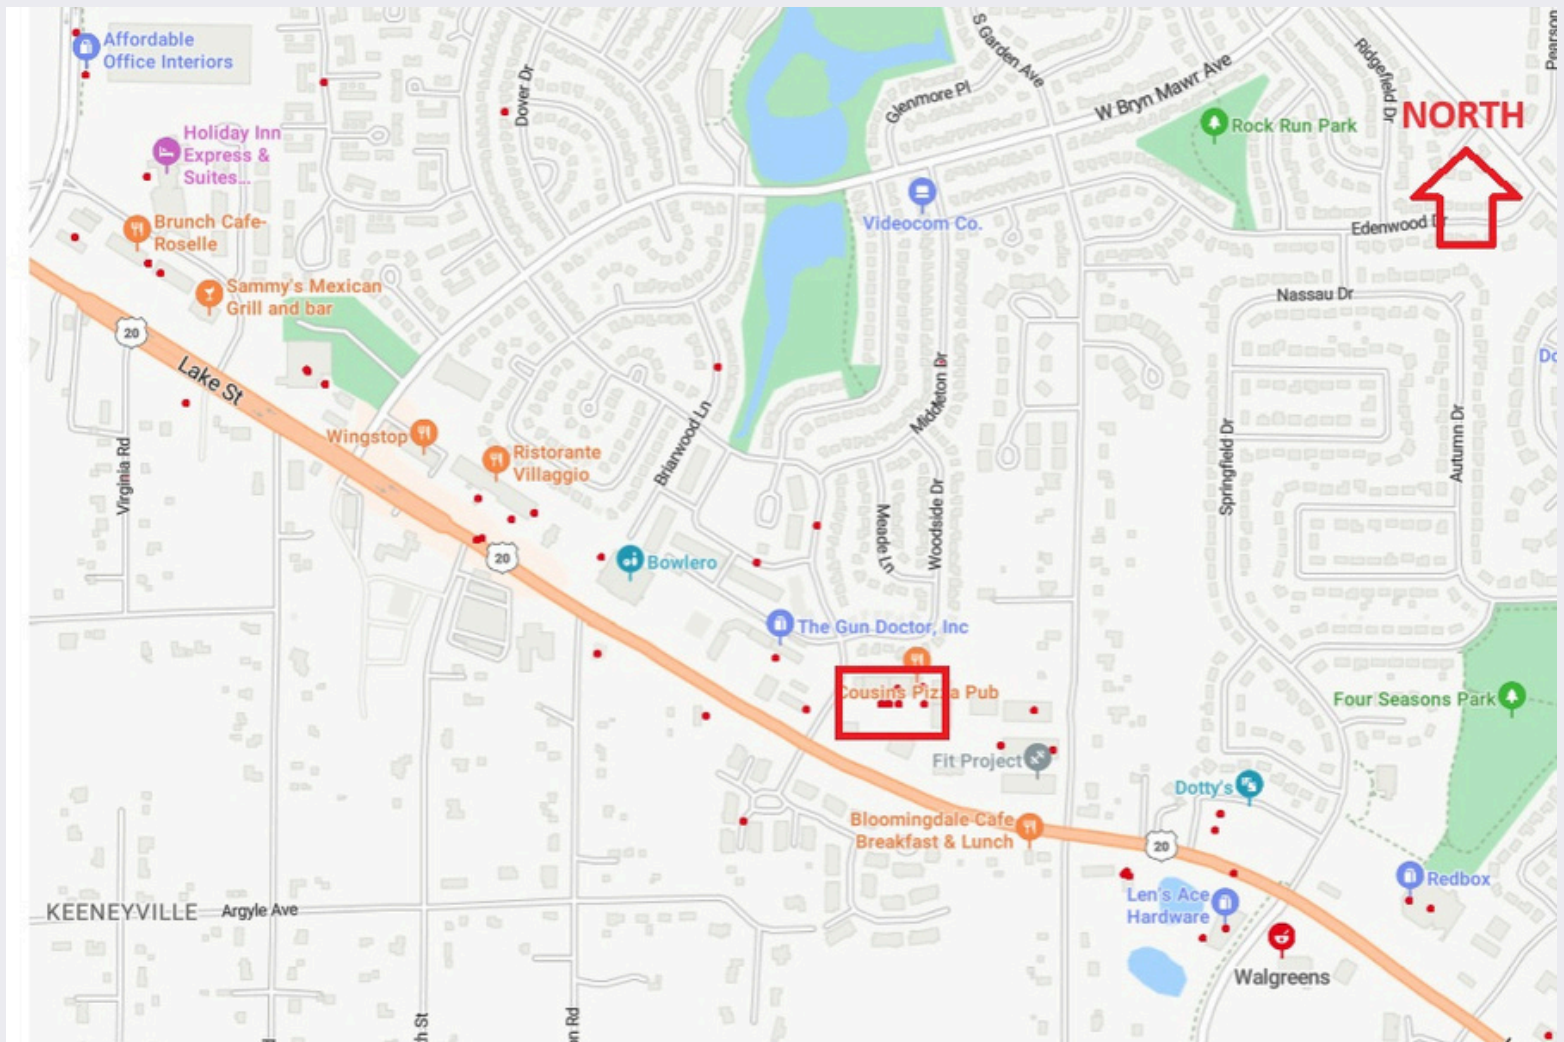 Affordable
Office Interiors
Dover Dr
S Garden Ave
Glenmore Pl
W Bryn Mawr Ave
Ridgefield Dr
Pearson
NORTH
Rock Run Park
Holiday Inn
Express &
Suites...
Videocom Co.
Edenwood Dr
Brunch Cafe-
Roselle
Sammy's Mexican
Grill and bar
Nassau Dr
20
Lake St
Middleton Dr
Briarwood Ln
Springfield Dr
Autumn Dr
Virginia Rd
Wingstop
Ristorante
Villaggio
Meade Ln
Woodside Dr
20
Bowlero
The Gun Doctor, Inc
Cousins Pizza Pub
Four Seasons Park
Fit Project
Dotty's
Bloomingdale Cafe
Breakfast & Lunch
20
Redbox
Len's Ace
Hardware
KEENEYVILLE
Argyle Ave
Walgreens
h St
on Rd